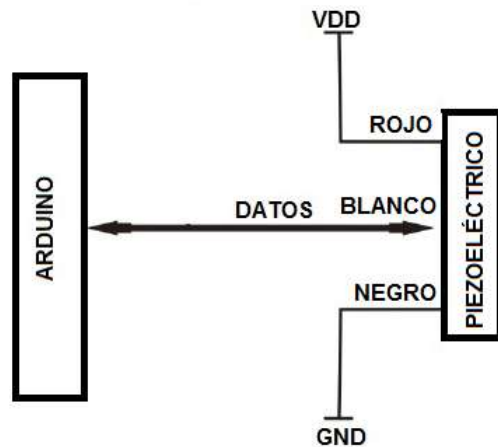 VDD
ROJO
ARDUINO
DATOS
BLANCO
PIEZOELÉCTRICO
NEGRO
GND